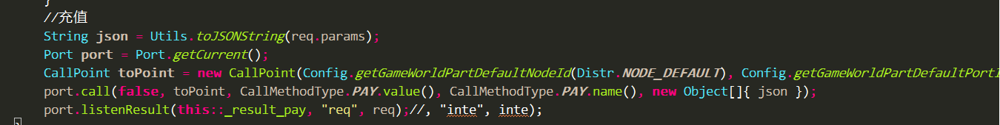 }
//充值
String json = Utils.toJSONString(req.params);
Port port = Port.getCurrent();
CallPoint toPoint = new CallPoint(Config.getGameWorldPartDefaultNodeId(Distr.NODE_DEFAULT), Config.getGameWorldPartDefaultPort
port.call(false, toPoint, CallMethodType.PAY.value(), CallMethodType.PAY.name(), new Object[]{ json });
port.listenResult(this::_result_pay, "req", req);//, "inte", inte);